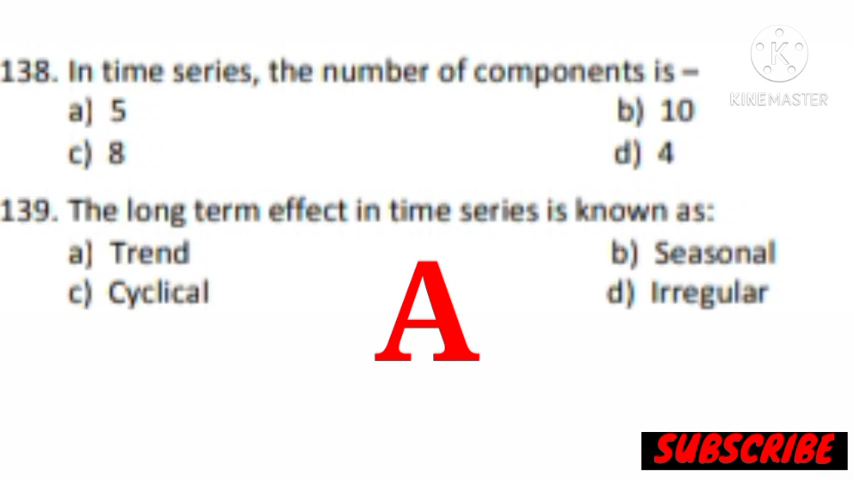 138. In time series, the number of components is –
a) 5 b) 10
c) 8 d) 4
139. The long term effect in time series is known as:
a) Trend b) Seasonal
c) Cyclical d) Irregular
A
K
KINEMASTER
SUBSCRIBE